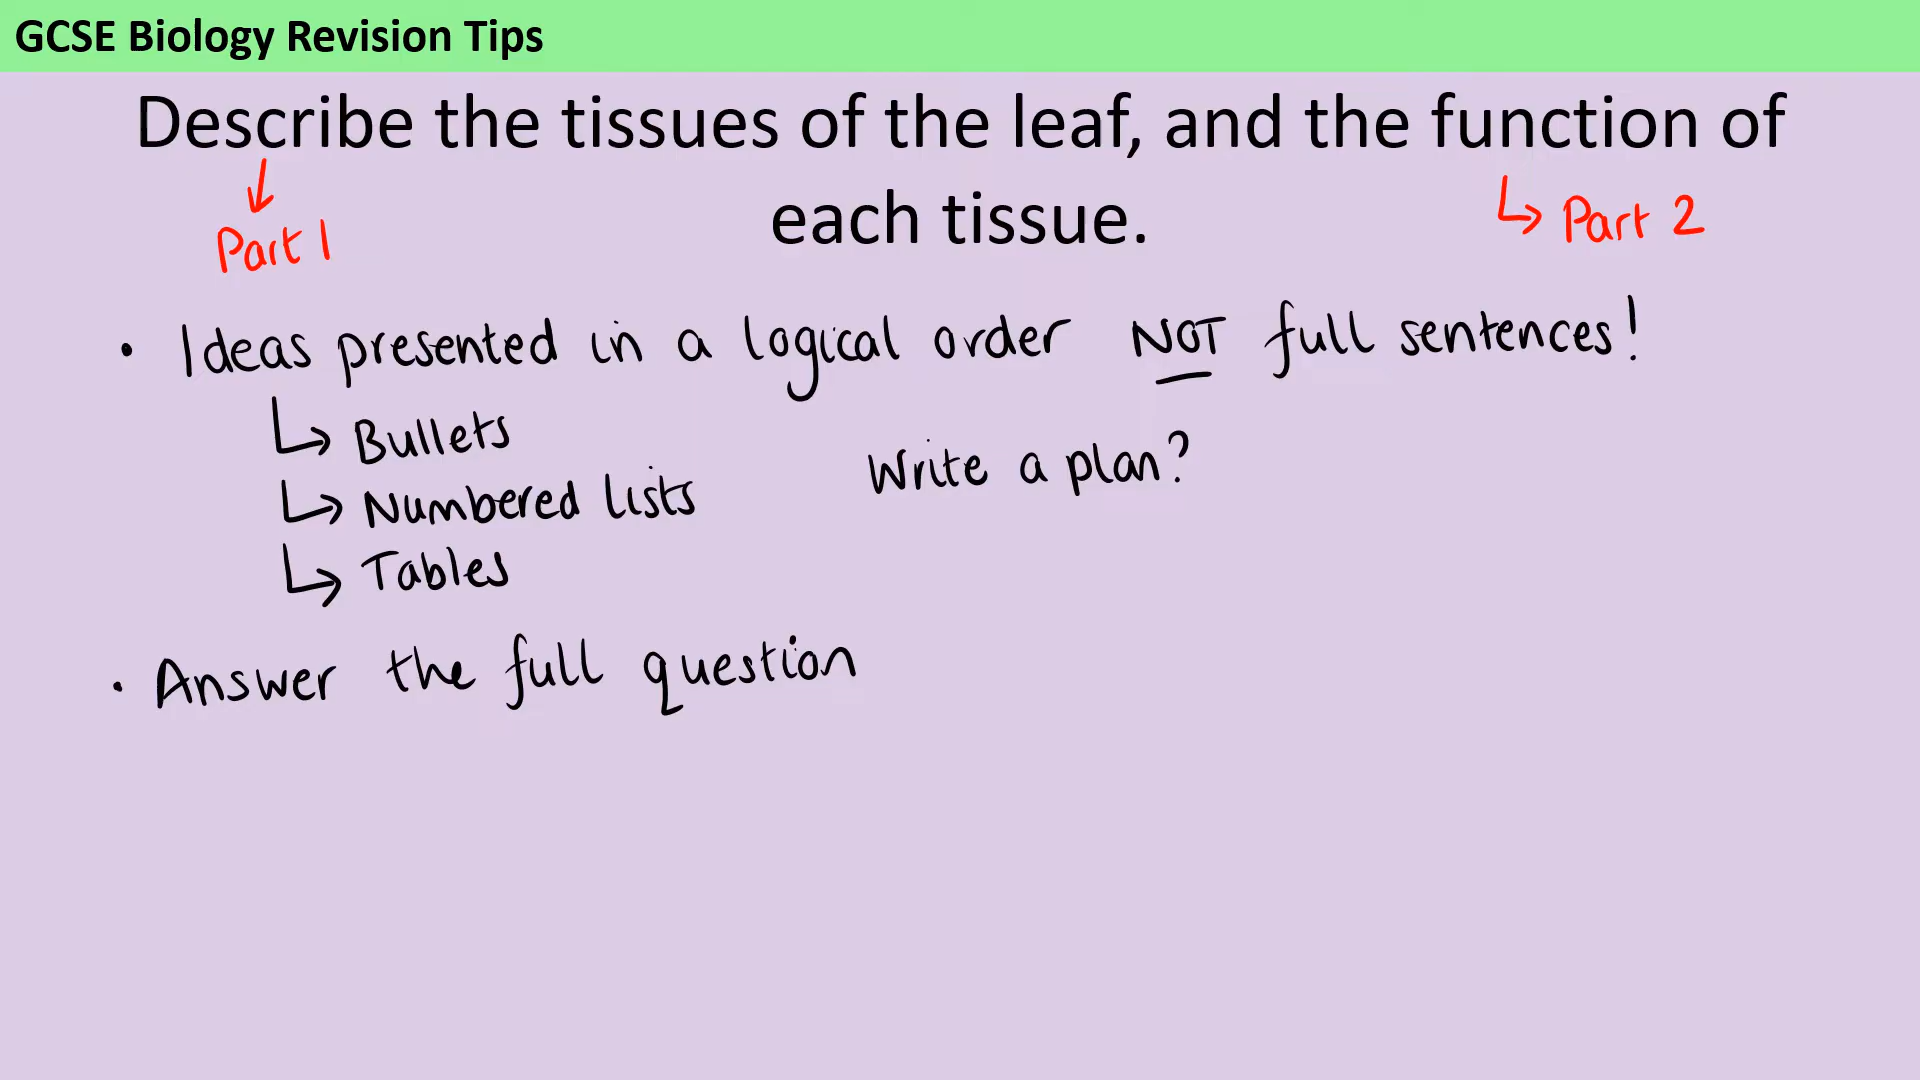 GCSE Biology Revision Tips
Describe the tissues of the leaf, and the function of
each tissue.
Part 1
Part 2
• Ideas presented in a logical order NOT full sentences!
Bullets
Write a plan?
Numbered lists
Tables
• Answer the full question